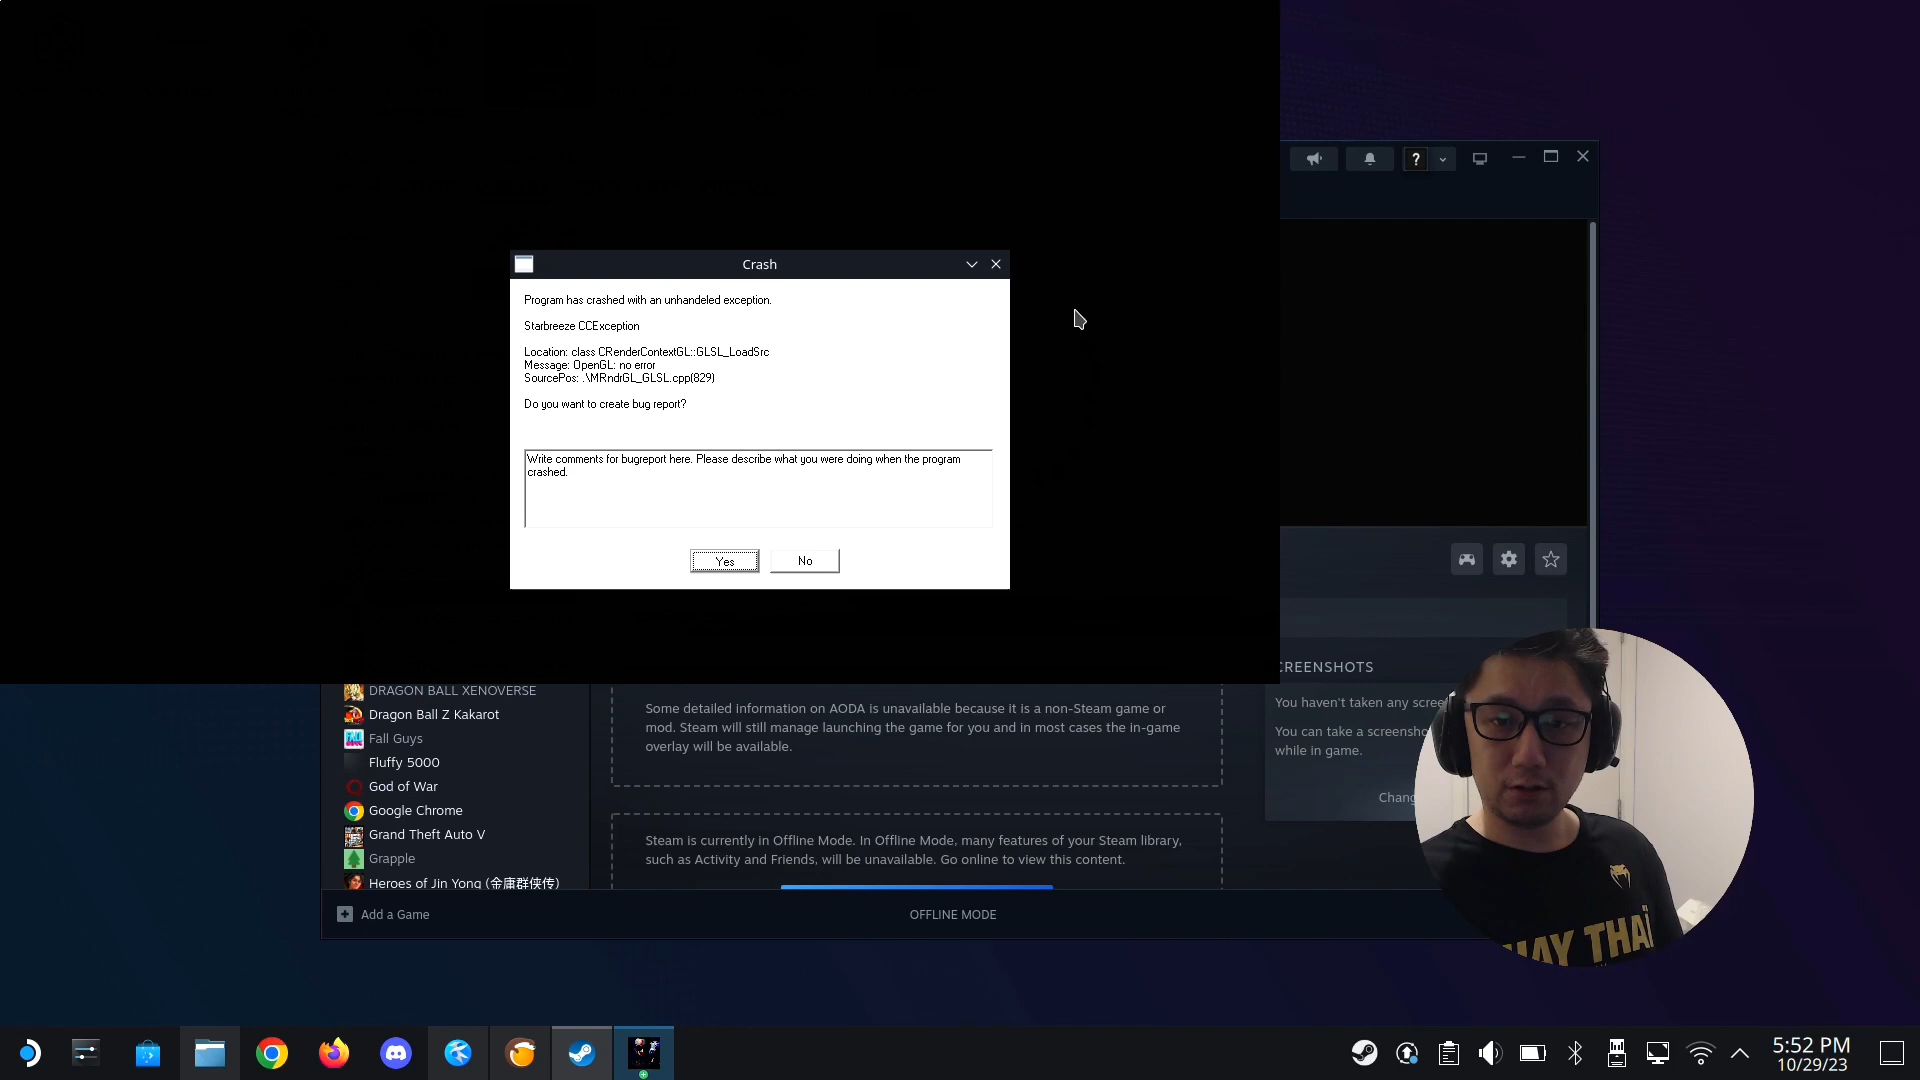 Crash
Program has crashed with an unhandeled exception.
Starbreeze CCException
Location: class CRenderContextGL::GLSL_LoadSrc
Message: OpenGL: no error
SourcePos: .\MRndrGL_GLSL.cpp(829)
Do you want to create bug report?
Write comments for bugreport here. Please describe what you were doing when the program
crashed.
Yes
No
?
DRAGON BALL XENOVERSE
Dragon Ball Z Kakarot
Fall Guys
Fluffy 5000
God of War
Google Chrome
Grand Theft Auto V
Grapple
Heroes of Jin Yong (金庸群侠传)
Some detailed information on AODA is unavailable because it is a non-Steam game or
mod. Steam will still manage launching the game for you and in most cases the in-game
overlay will be available.
Steam is currently in Offline Mode. In Offline Mode, many features of your Steam library,
such as Activity and Friends, will be unavailable. Go online to view this content.
CREENSHOTS
You haven't taken any scree
You can take a screensho
while in game.
Chang
UAY THAI
Add a Game
OFFLINE MODE
5:52 PM
10/29/23